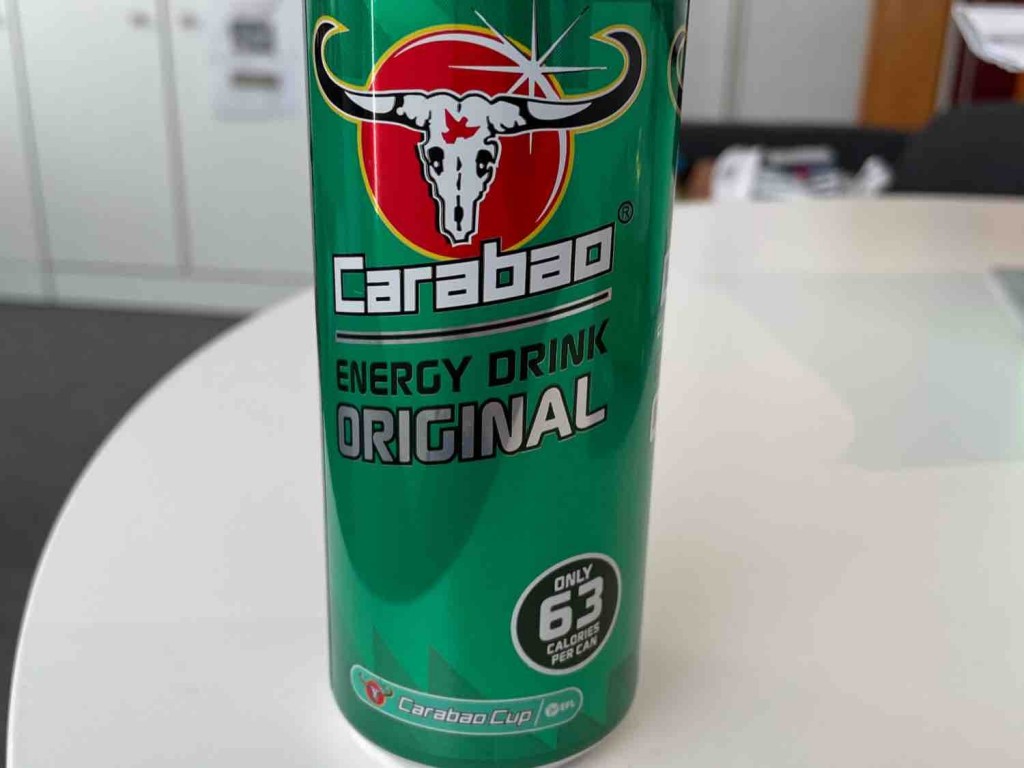 Carabao®
ENERGY DRINK
ORIGINAL
ONLY
63
CALORIES
PER CAN
Carabao Cup EFL